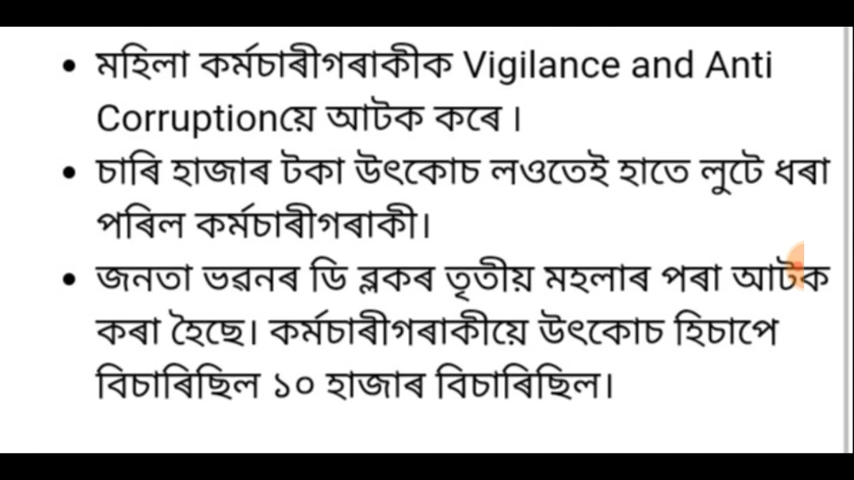 • মহিলা কৰ্মচাৰীগৰাকীক Vigilance and Anti
Corruptionয়ে আটক কৰে ।
• চাৰি হাজাৰ টকা উৎকোচ লওতেই হাতে লুটে ধৰা
পৰিল কৰ্মচাৰীগৰাকী।
• জনতা ভৱনৰ ডি ব্লকৰ তৃতীয় মহলাৰ পৰা আটক
কৰা হৈছে। কৰ্মচাৰীগৰাকীয়ে উৎকোচ হিচাপে
বিচাৰিছিল ১০ হাজাৰ বিচাৰিছিল।